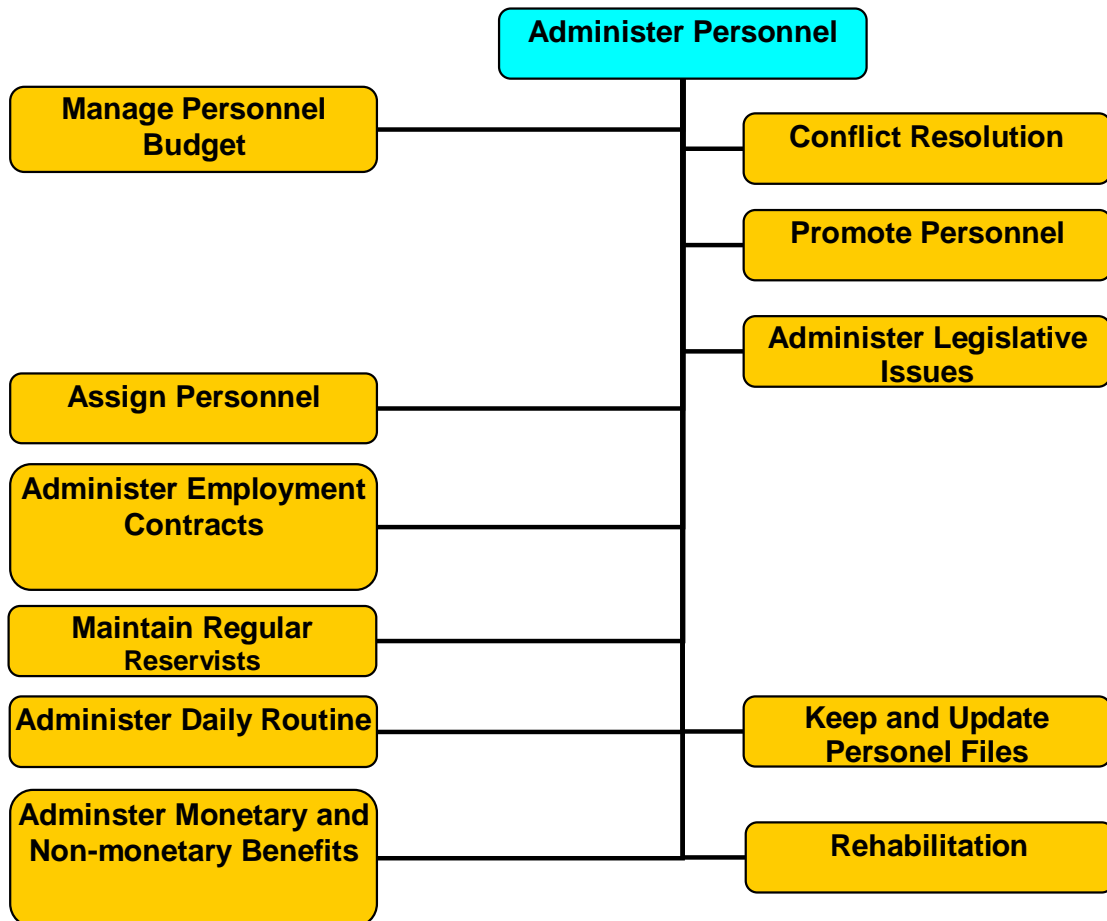 Administer Personnel
Manage Personnel
Budget
Conflict Resolution
Promote Personnel
Administer Legislative
Issues
Assign Personnel
Administer Employment
Contracts
Maintain Regular
Reservists
Administer Daily Routine
Keep and Update
Personel Files
Adminster Monetary and
Non-monetary Benefits
Rehabilitation